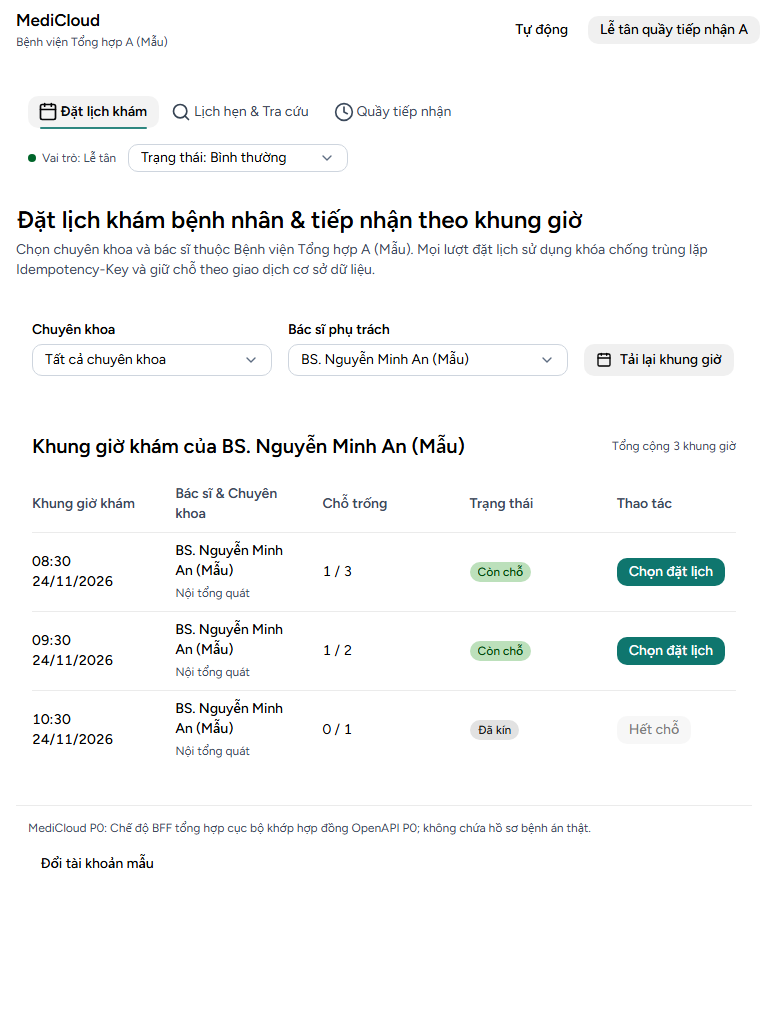 MediCloud
Bệnh viện Tổng hợp A (Mẫu)
Tự động
Lễ tân quầy tiếp nhận A
Đặt lịch khám
Lịch hẹn & Tra cứu
Quầy tiếp nhận
Vai trò: Lễ tân
Trạng thái: Bình thường
Đặt lịch khám bệnh nhân & tiếp nhận theo khung giờ
Chọn chuyên khoa và bác sĩ thuộc Bệnh viện Tổng hợp A (Mẫu). Mọi lượt đặt lịch sử dụng khóa chống trùng lặp
Idempotency-Key và giữ chỗ theo giao dịch cơ sở dữ liệu.
Chuyên khoa
Bác sĩ phụ trách
Tất cả chuyên khoa
BS. Nguyễn Minh An (Mẫu)
Tải lại khung giờ
Khung giờ khám của BS. Nguyễn Minh An (Mẫu)
Tổng cộng 3 khung giờ
Khung giờ khám
Bác sĩ & Chuyên
khoa
Chỗ trống
Trạng thái
Thao tác
08:30
24/11/2026
BS. Nguyễn Minh
An (Mẫu)
Nội tổng quát
1 / 3
Còn chỗ
Chọn đặt lịch
09:30
24/11/2026
BS. Nguyễn Minh
An (Mẫu)
Nội tổng quát
1 / 2
Còn chỗ
Chọn đặt lịch
10:30
24/11/2026
BS. Nguyễn Minh
An (Mẫu)
Nội tổng quát
0 / 1
Đã kín
Hết chỗ
MediCloud P0: Chế độ BFF tổng hợp cục bộ khớp hợp đồng OpenAPI P0; không chứa hồ sơ bệnh án thật.
Đổi tài khoản mẫu